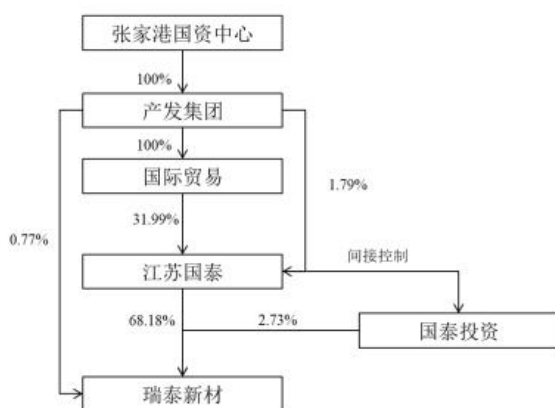 张家港国资中心
100%
产发集团
100%
国际贸易
1.79%
31.99%
0.77%
间接控制
江苏国泰
68.18%
2.73%
国泰投资
瑞泰新材